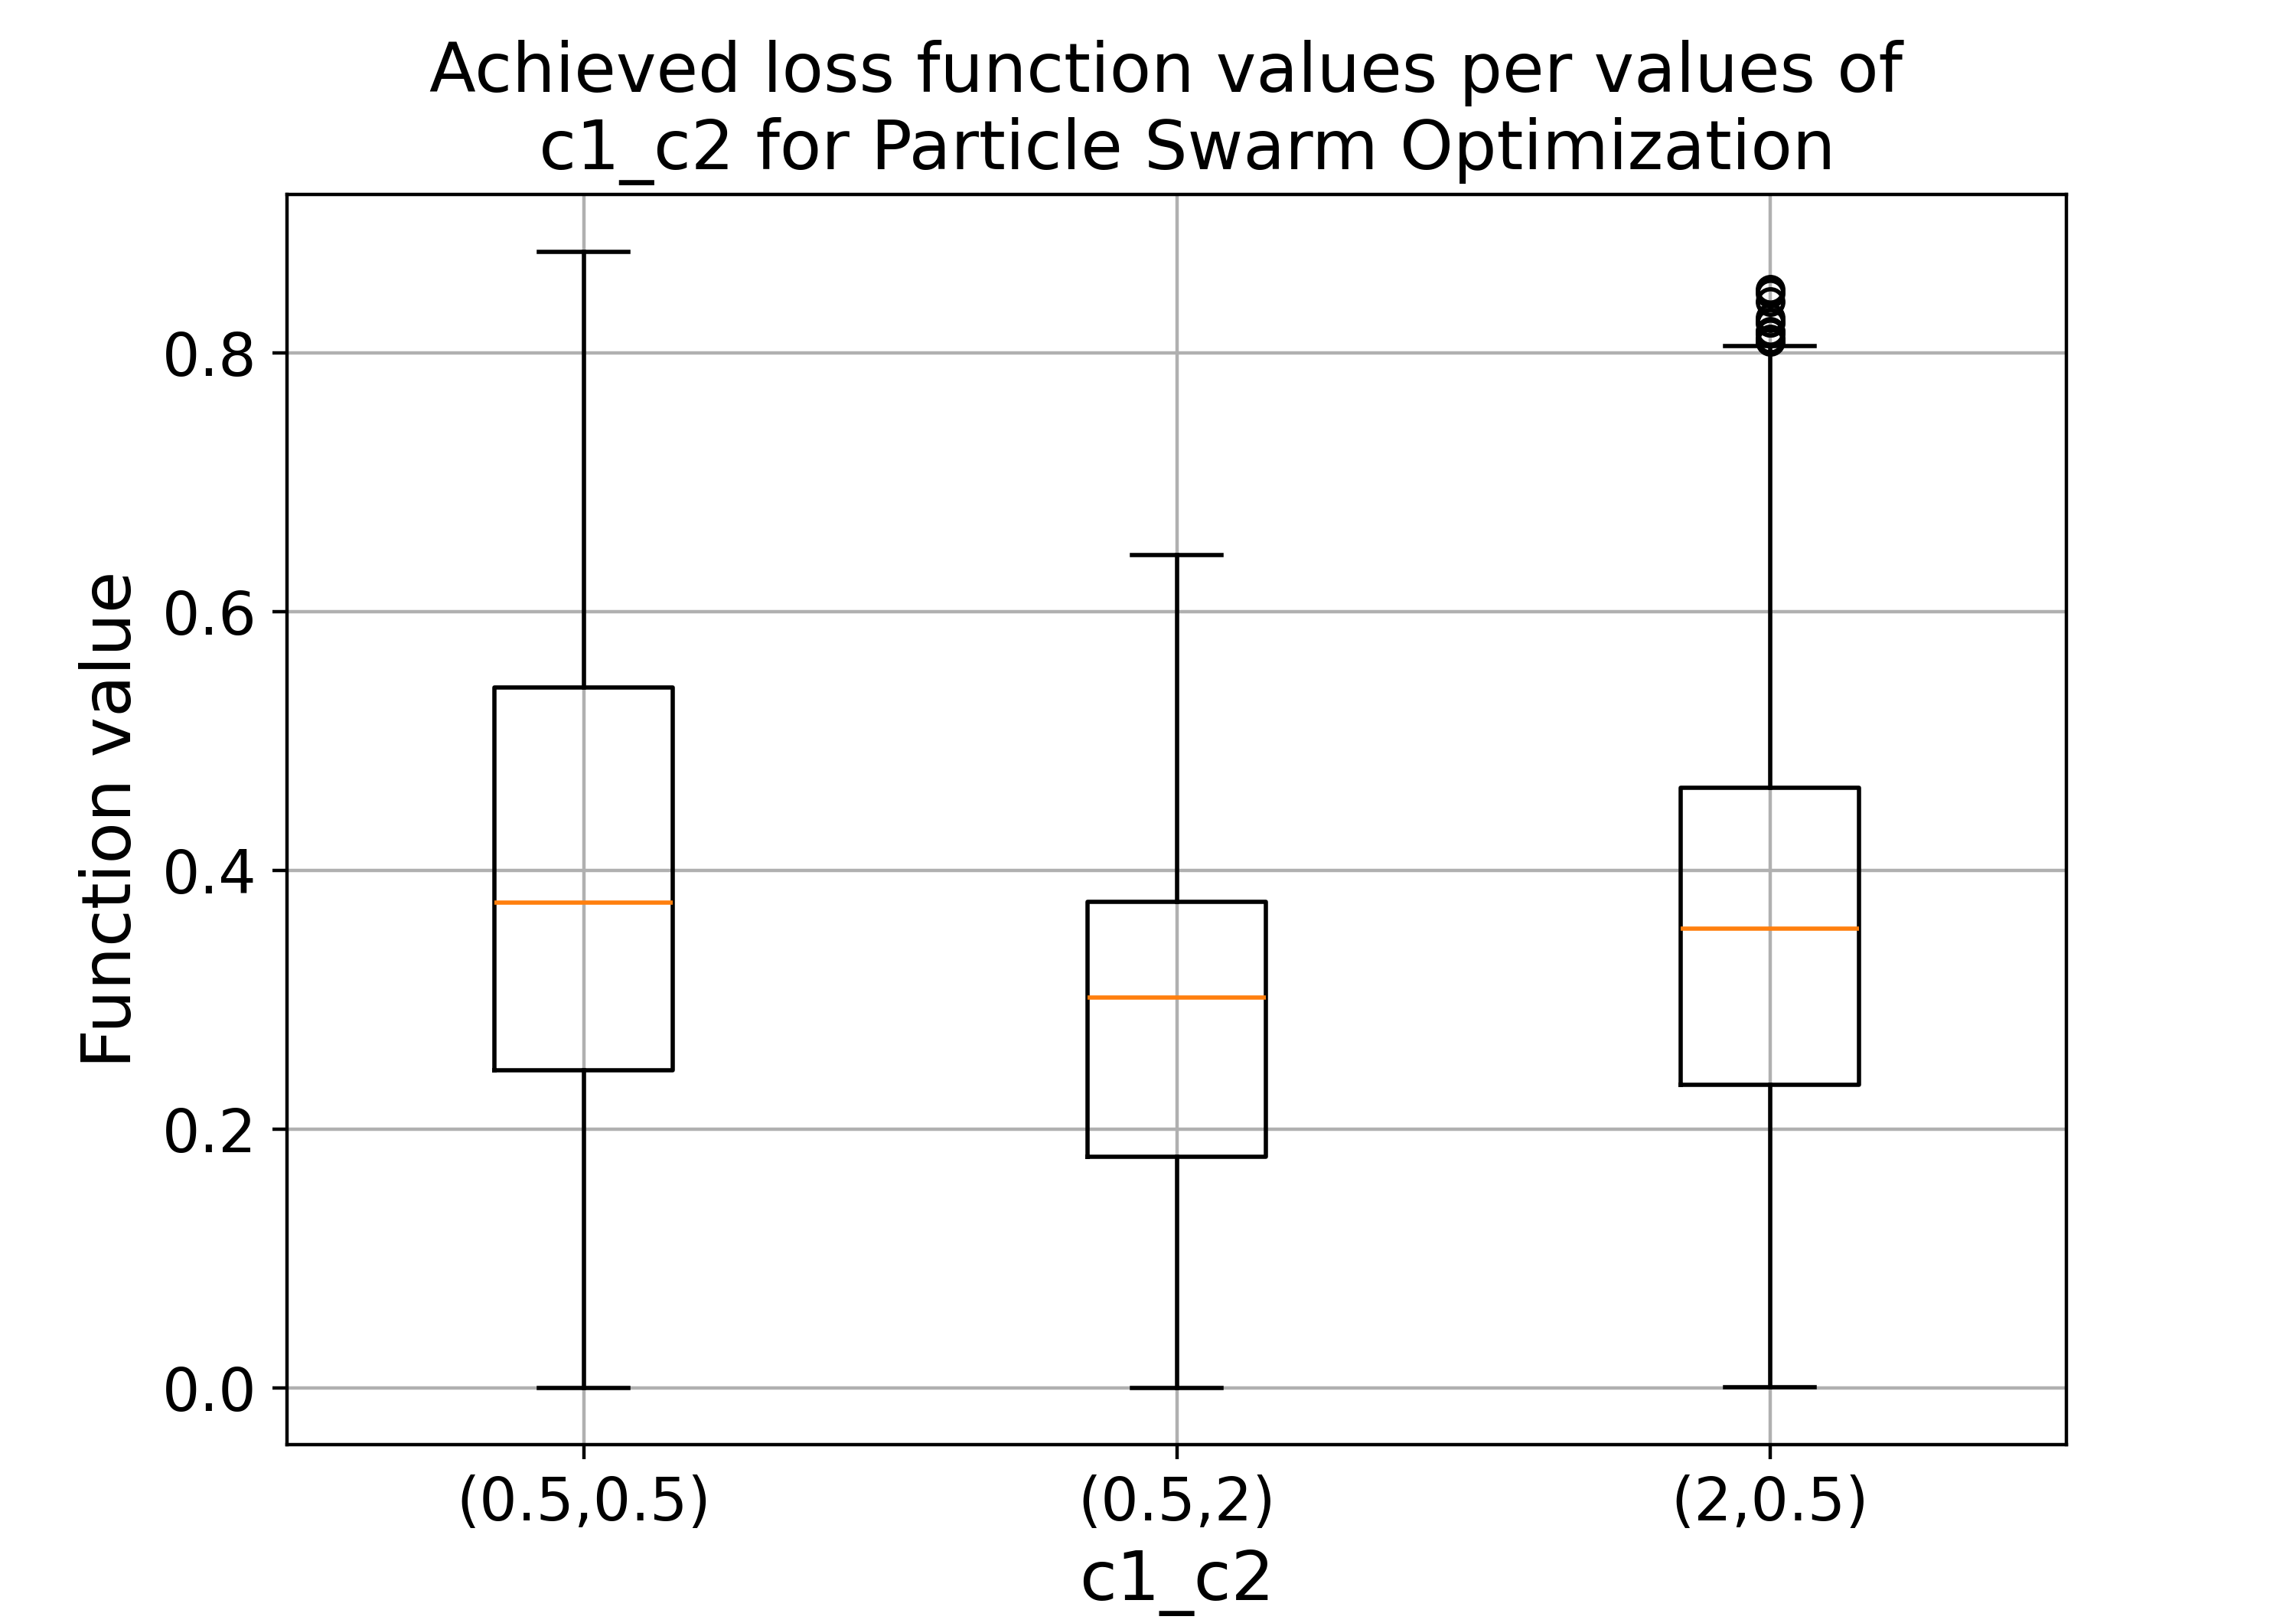 Achieved loss function values per values of
c1_c2 for Particle Swarm Optimization
Function value
0.8
0.6
0.4
0.2
0.0
(0.5,0.5) (0.5,2) (2,0.5)
c1_c2